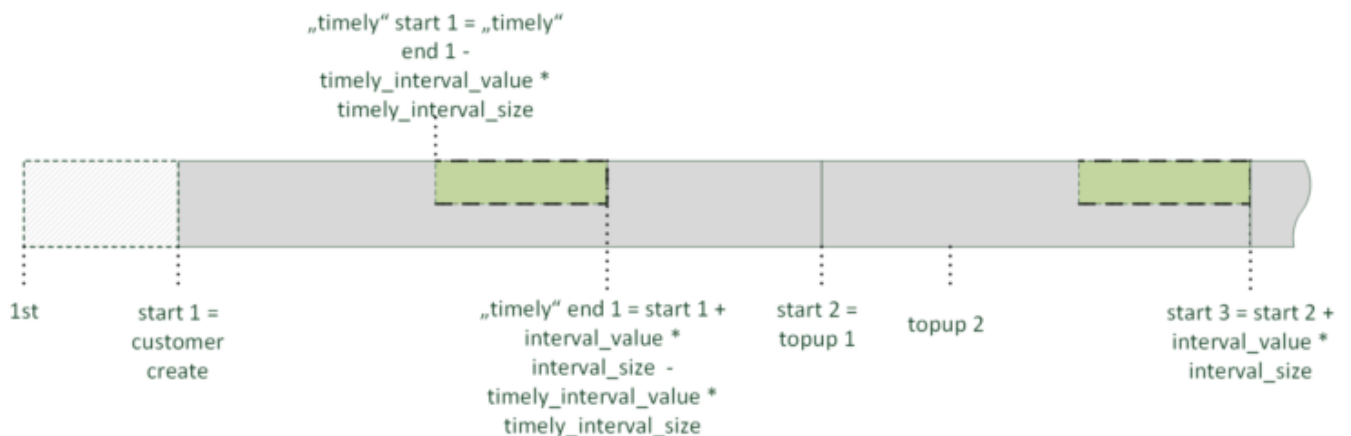 „timely“ start 1 = „timely“
end 1 -
timely_interval_value *
timely_interval_size
1st
start 1 =
customer
create
„timely“ end 1 = start 1 +
interval_value *
interval_size -
timely_interval_value *
timely_interval_size
start 2 =
topup 1
topup 2
start 3 = start 2 +
interval_value *
interval_size